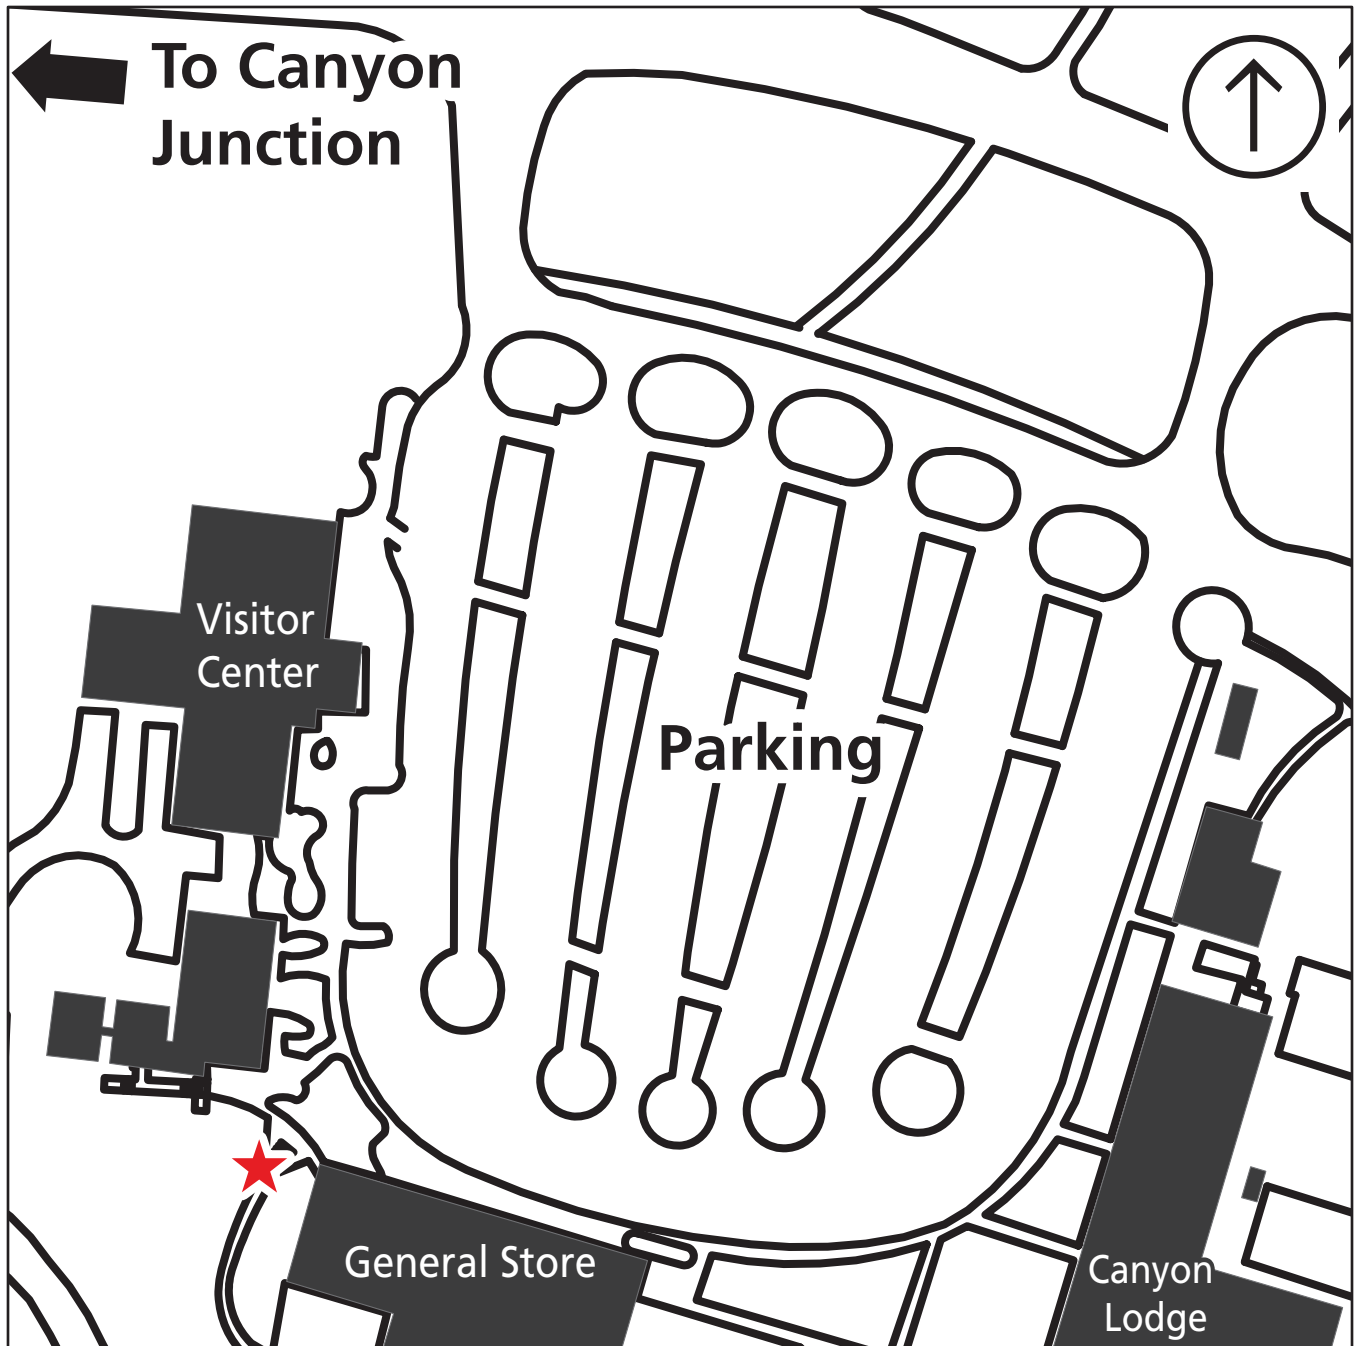 To Canyon
Junction
Visitor
Center
Parking
General Store
Canyon
Lodge